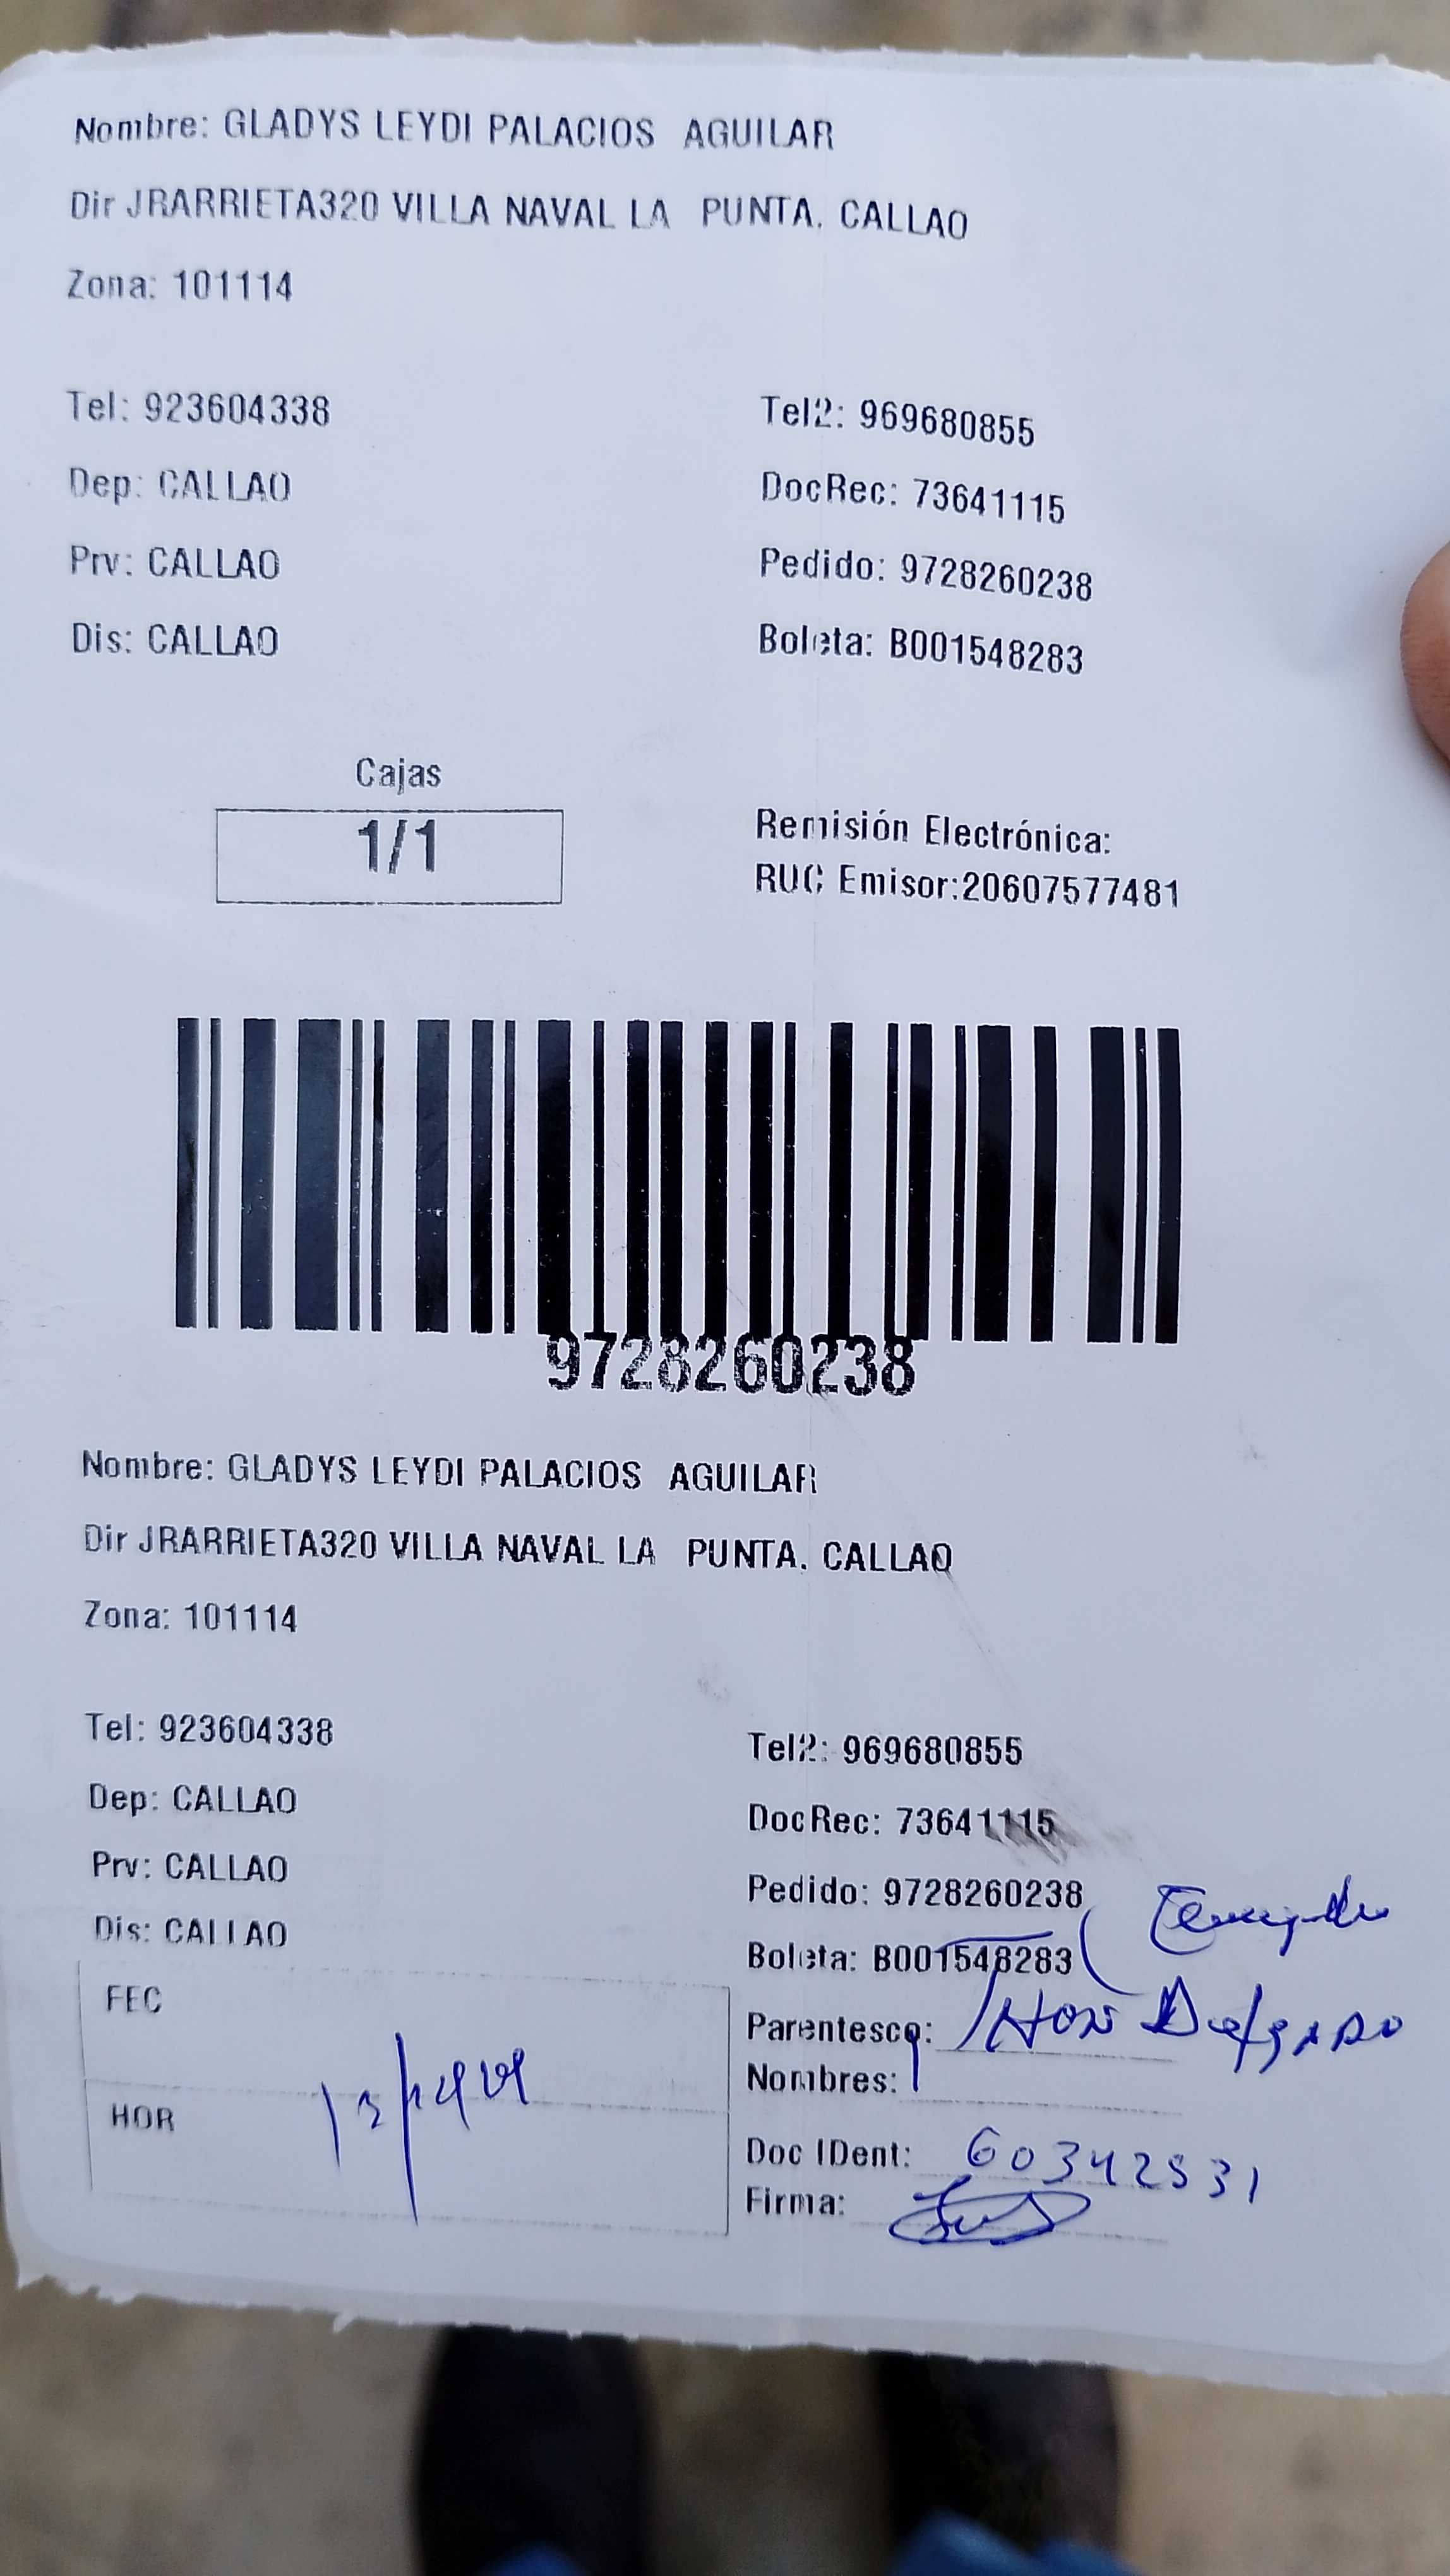 Nombre: GLADYS LEYDI PALACIOS AGUILAR
Dir JRARRIETA320 VILLA NAVAL LA PUNTA. CALLAO
Zona: 101114
Tel: 923604338 Tel2: 969680855
Dep: CALLAO DocRec: 73641115
Prv: CALLAO Pedido: 9728260238
Dis: CALLAO Boleta: B001548283
Cajas
1/1
Remisión Electrónica:
RUC Emisor:20607577481
9728260238
Nombre: GLADYS LEYDI PALACIOS AGUILAR
Dir JRARRIETA320 VILLA NAVAL LA PUNTA. CALLAO
Zona: 101114
Tel: 923604338 Tel2: 969680855
Dep: CALLAO DocRec: 73641115
Prv: CALLAO Pedido: 9728260238
Dis: CALLAO Boleta: B001548283
FEC
HOR
Parentesco: JHON DelgADO
Nombres:
Doc IDent: 60342531
Firma: